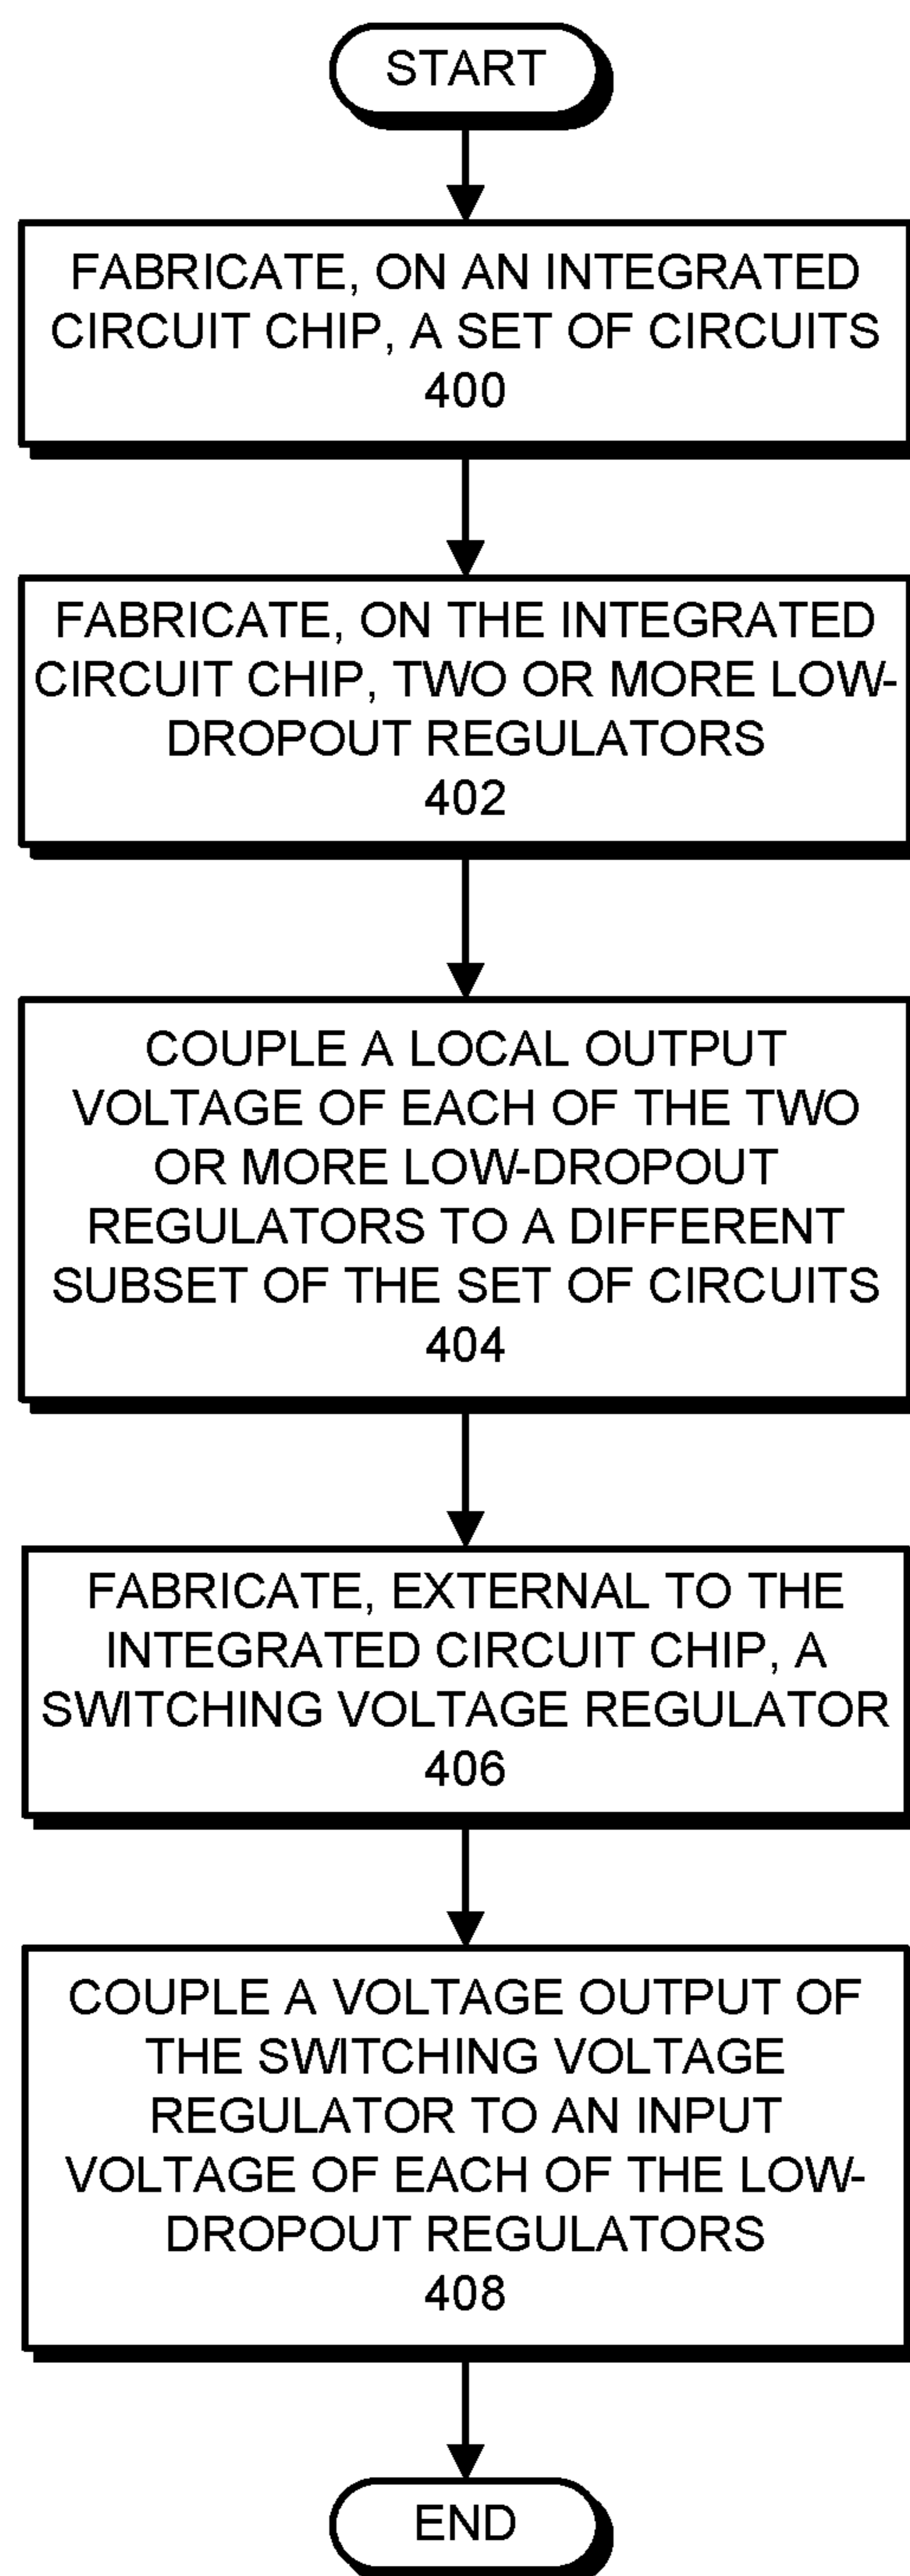 START
FABRICATE, ON AN INTEGRATED
CIRCUIT CHIP, A SET OF CIRCUITS
400
FABRICATE, ON THE INTEGRATED
CIRCUIT CHIP, TWO OR MORE LOW-
DROPOUT REGULATORS
402
COUPLE A LOCAL OUTPUT
VOLTAGE OF EACH OF THE TWO
OR MORE LOW-DROPOUT
REGULATORS TO A DIFFERENT
SUBSET OF THE SET OF CIRCUITS
404
FABRICATE, EXTERNAL TO THE
INTEGRATED CIRCUIT CHIP, A
SWITCHING VOLTAGE REGULATOR
406
COUPLE A VOLTAGE OUTPUT OF
THE SWITCHING VOLTAGE
REGULATOR TO AN INPUT
VOLTAGE OF EACH OF THE LOW-
DROPOUT REGULATORS
408
END